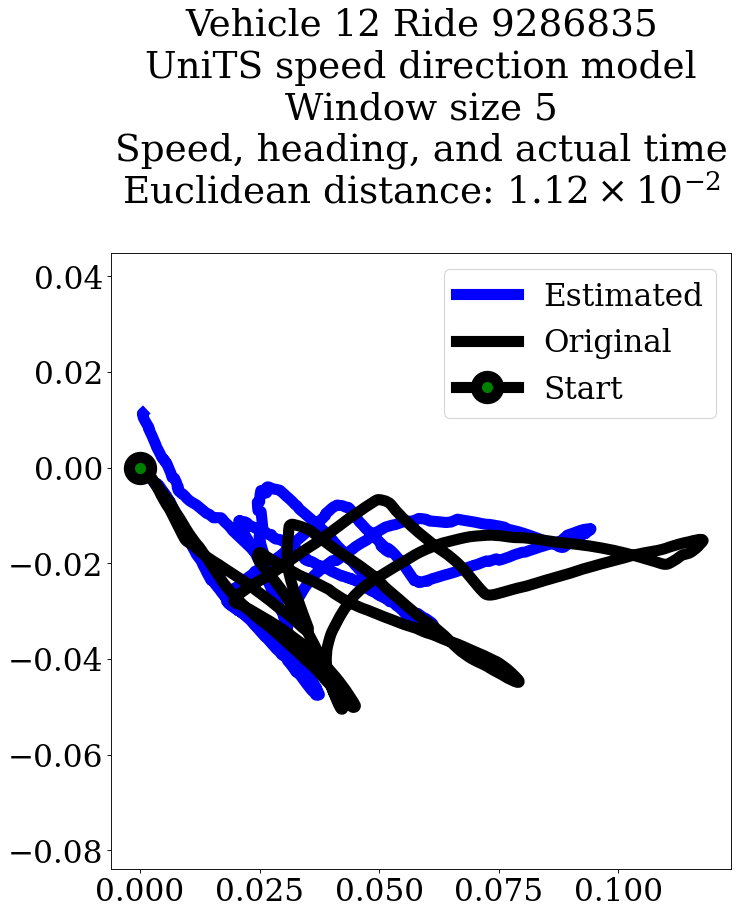 Vehicle 12 Ride 9286835
UniTS speed direction model
Window size 5
Speed, heading, and actual time
Euclidean distance: 1.12 × 10⁻²
Estimated
Original
Start
0.04
0.02
0.00
−0.02
−0.04
−0.06
−0.08
0.000 0.025 0.050 0.075 0.100